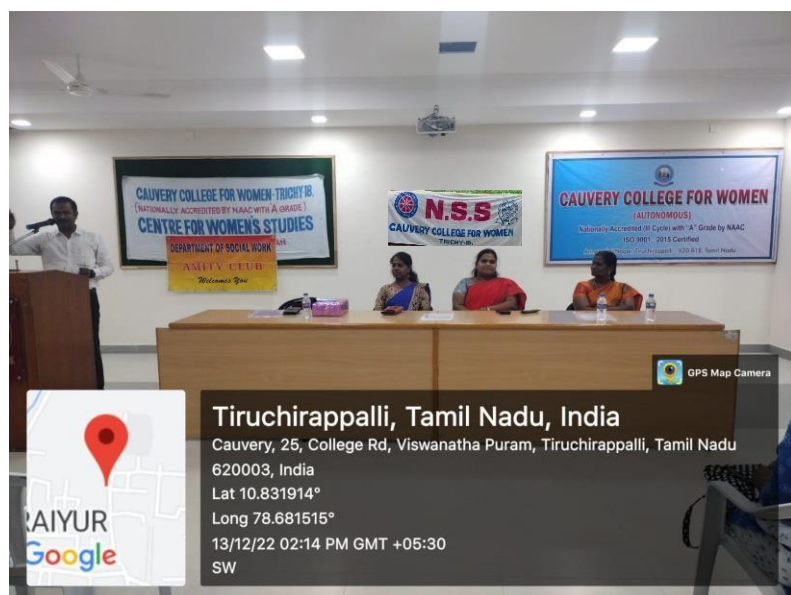 CAUVERY COLLEGE FOR WOMEN-TRICHY 18.
(NATIONALLY ACCREDITED BY NAAC WITH A GRADE)
CENTRE FOR WOMEN'S STUDIES
DEPARTMENT OF SOCIAL WORK
AMITY CLUB
Welcomes You
N.S.S
CAUVERY COLLEGE FOR WOMEN
TRICHY-18.
CAUVERY COLLEGE FOR WOMEN
(AUTONOMOUS)
Nationally Accredited (III Cycle) with "A" Grade by NAAC
ISO 9001 : 2015 Certified
Nagar, Tiruchirappalli - 620 018, Tamil Nadu
GPS Map Camera
Tiruchirappalli, Tamil Nadu, India
Cauvery, 25, College Rd, Viswanatha Puram, Tiruchirappalli, Tamil Nadu
620003, India
Lat 10.831914°
Long 78.681515°
13/12/22 02:14 PM GMT +05:30
SW
RAIYUR
Google